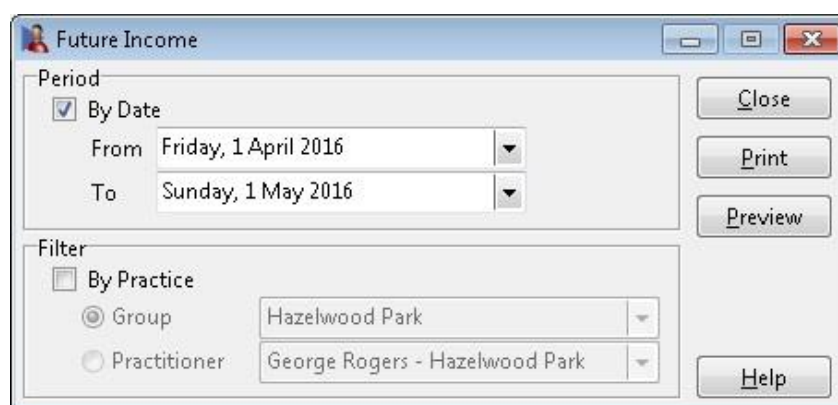 Future Income
Period
By Date
From Friday, 1 April 2016
To Sunday, 1 May 2016
Filter
By Practice
Group Hazelwood Park
Practitioner George Rogers - Hazelwood Park
Close
Print
Preview
Help